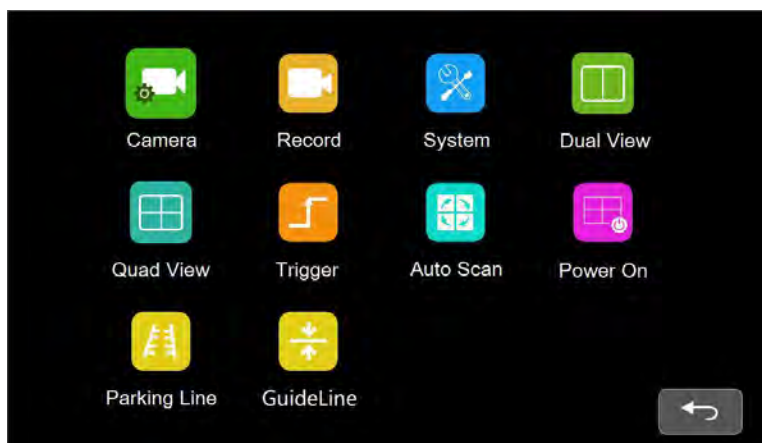 Camera
Record
System
Dual View
Quad View
Trigger
Auto Scan
Power On
Parking Line
GuideLine